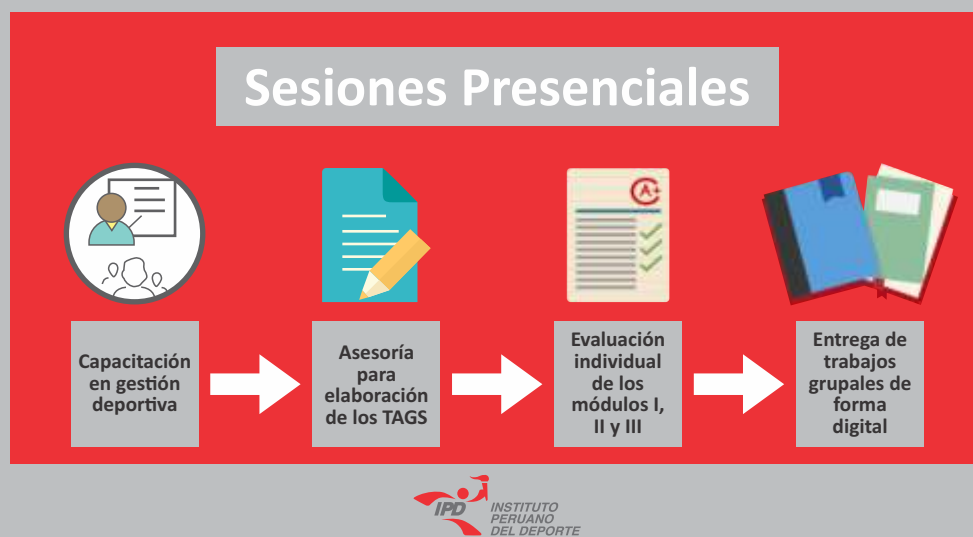 Sesiones Presenciales
A+
Capacitación
en gestión
deportiva
Asesoría
para
elaboración
de los TAGS
Evaluación
individual
de los
módulos I,
II y III
Entrega de
trabajos
grupales de
forma
digital
IPD
INSTITUTO
PERUANO
DEL DEPORTE